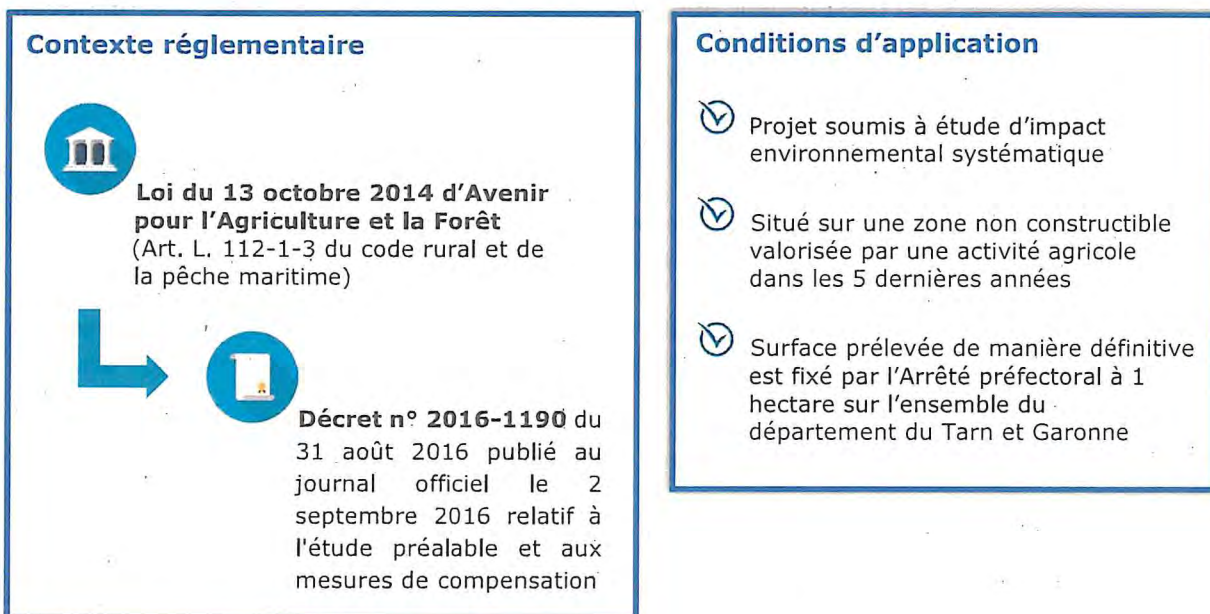 Contexte réglementaire
Loi du 13 octobre 2014 d'Avenir
pour l'Agriculture et la Forêt
(Art. L. 112-1-3 du code rural et de
la pêche maritime)
Décret n° 2016-1190 du
31 août 2016 publié au
journal officiel le 2
septembre 2016 relatif à
l'étude préalable et aux
mesures de compensation
Conditions d'application
Projet soumis à étude d'impact
environnemental systématique
Situé sur une zone non constructible
valorisée par une activité agricole
dans les 5 dernières années
Surface prélevée de manière définitive
est fixé par l'Arrêté préfectoral à 1
hectare sur l'ensemble du
département du Tarn et Garonne